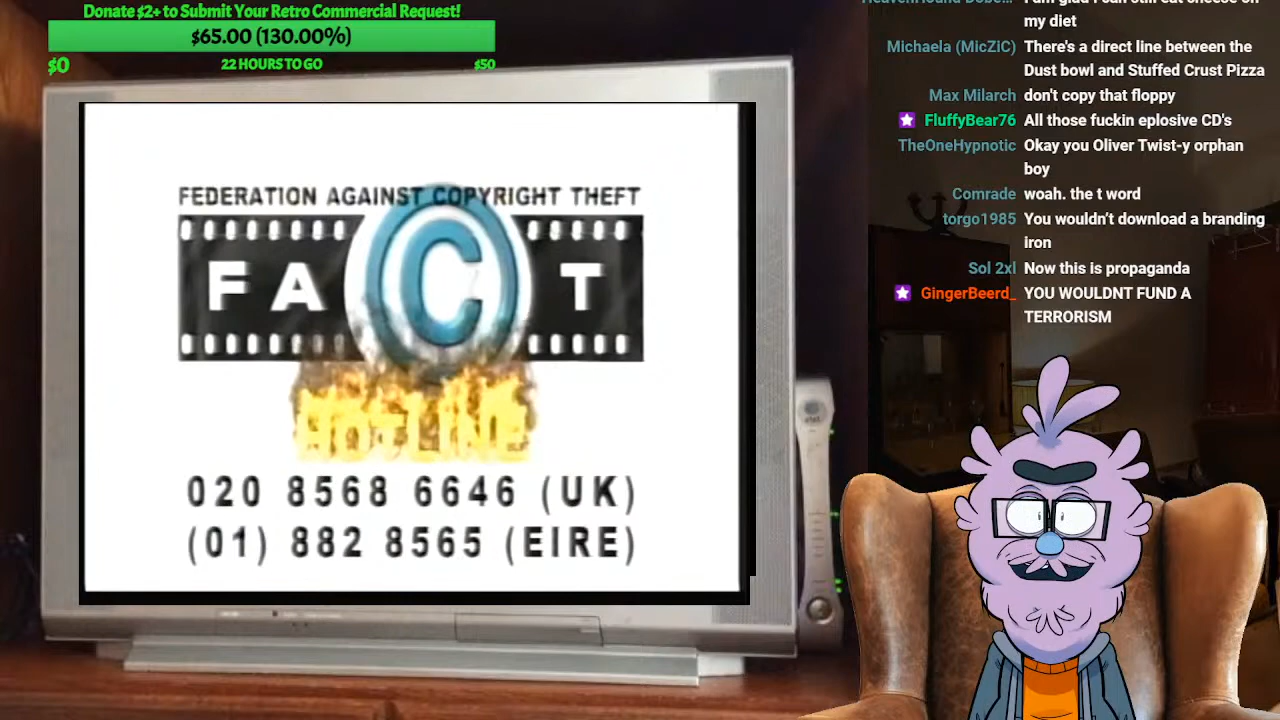 Donate $2+ to Submit Your Retro Commercial Request!
$65.00 (130.00%)
$0
22 HOURS TO GO
$50
FEDERATION AGAINST COPYRIGHT THEFT
FACT
HOTLINE
020 8568 6646 (UK)
(01) 882 8565 (EIRE)
my diet
Michaela (MicZiC) There's a direct line between the
Dust bowl and Stuffed Crust Pizza
Max Milarch don't copy that floppy
FluffyBear76 All those fuckin eplosive CD's
TheOneHypnotic Okay you Oliver Twist-y orphan
boy
Comrade woah. the t word
torgo1985 You wouldn't download a branding
iron
Sol 2xl Now this is propaganda
GingerBeerd_ YOU WOULDNT FUND A
TERRORISM